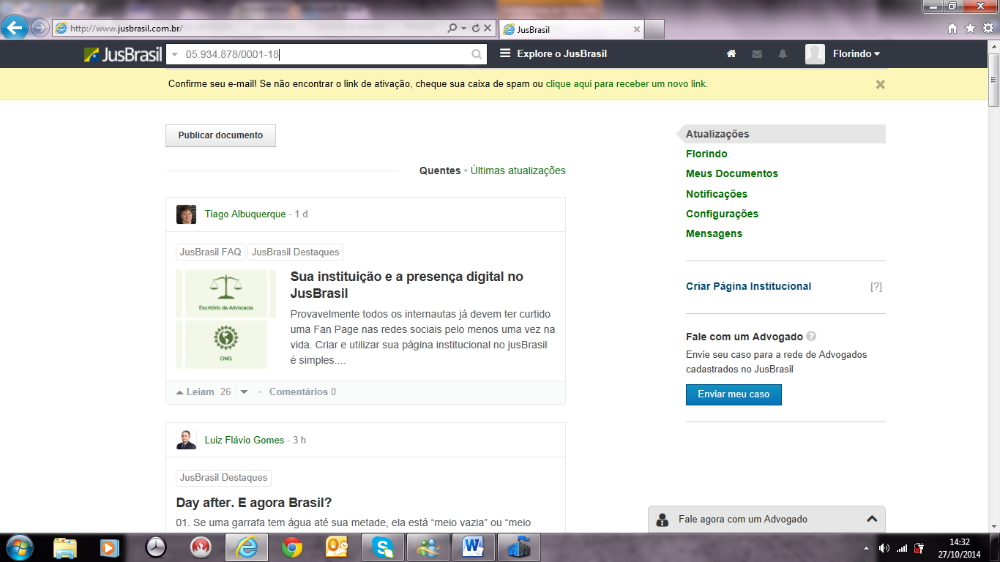 http://www.jusbrasil.com.br/
JusBrasil
JusBrasil
05.934.878/0001-18
Explore o JusBrasil
Florindo
Confirme seu e-mail! Se não encontrar o link de ativação, cheque sua caixa de spam ou clique aqui para receber um novo link.
Publicar documento
Quentes • Últimas atualizações
Tiago Albuquerque - 1 d
JusBrasil FAQ
JusBrasil Destaques
Escritório de Advocacia
ONG
Sua instituição e a presença digital no
JusBrasil
Provavelmente todos os internautas já devem ter curtido
uma Fan Page nas redes sociais pelo menos uma vez na
vida. Criar e utilizar sua página institucional no jusBrasil
é simples....
Leiam 26 • Comentários 0
Luiz Flávio Gomes - 3 h
JusBrasil Destaques
Day after. E agora Brasil?
01. Se uma garrafa tem água até sua metade, ela está “meio vazia” ou “meio
Atualizações
Florindo
Meus Documentos
Notificações
Configurações
Mensagens
Criar Página Institucional [?]
Fale com um Advogado ?
Envie seu caso para a rede de Advogados
cadastrados no JusBrasil
Enviar meu caso
Fale agora com um Advogado
14:32
27/10/2014